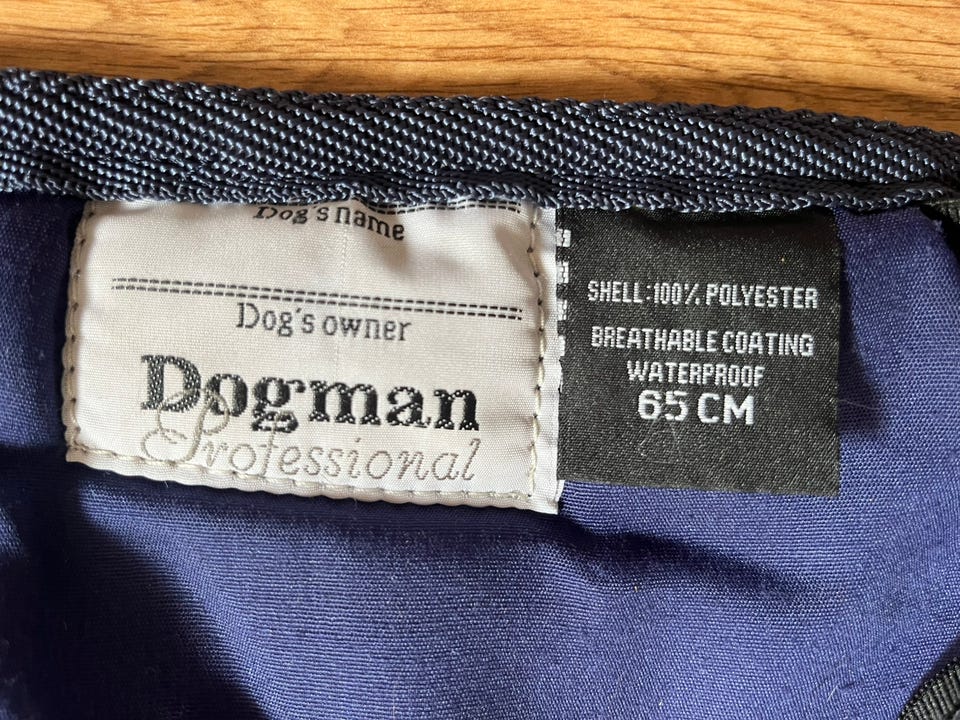 Dog's name
Dog's owner
Dogman
Professional
SHELL:100% POLYESTER
BREATHABLE COATING
WATERPROOF
65 CM